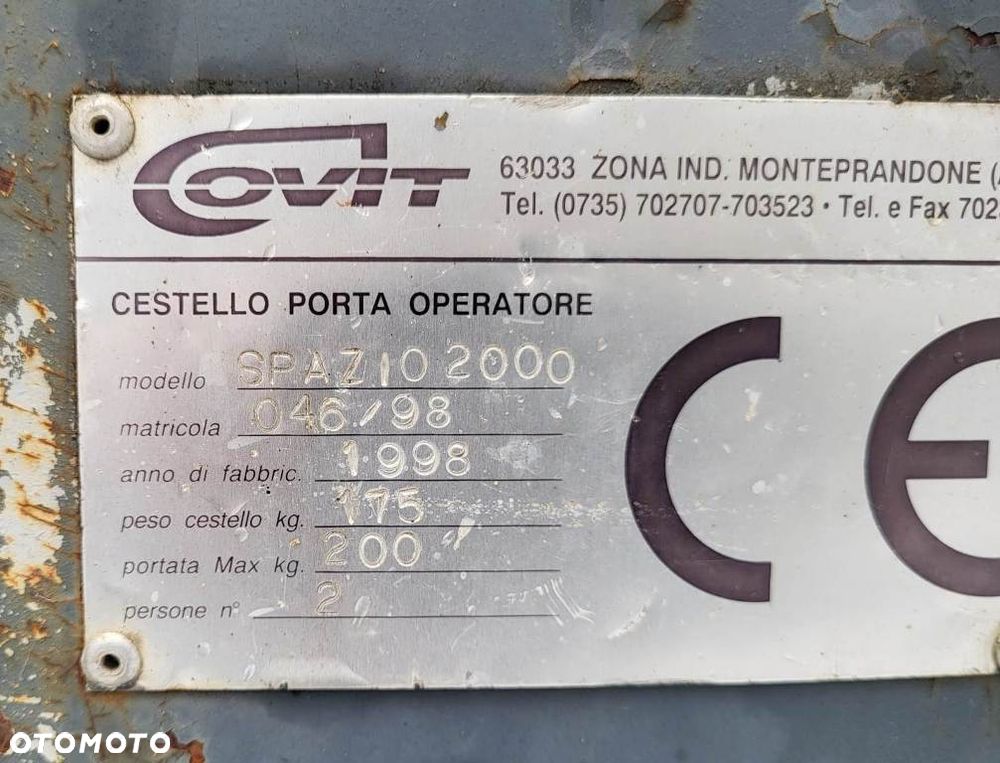 COVIT
63033 ZONA IND. MONTEPRANDONE (
Tel. (0735) 702707-703523 • Tel. e Fax 702
CESTELLO PORTA OPERATORE
modello SPAZIO 2000
matricola 046/98
anno di fabbric. 1998
peso cestello kg. 175
portata Max kg. 200
persone n° 2
CE
OTOMOTO